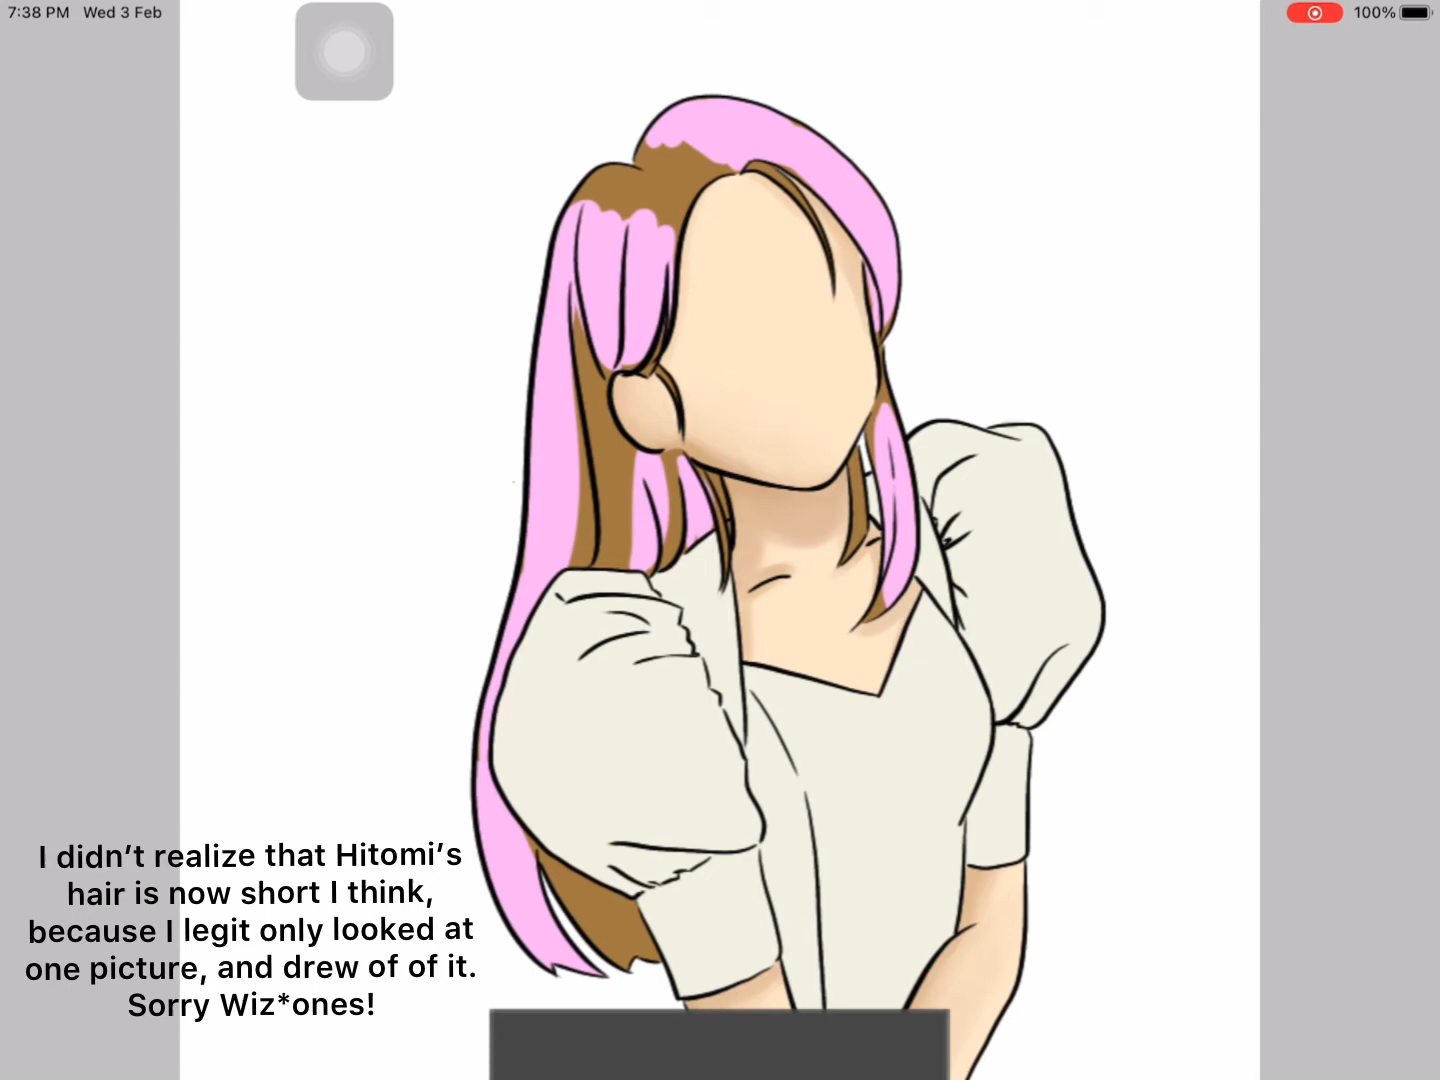 7:38 PM Wed 3 Feb
100%
I didn't realize that Hitomi's
hair is now short I think,
because I legit only looked at
one picture, and drew of of it.
Sorry Wiz*ones!